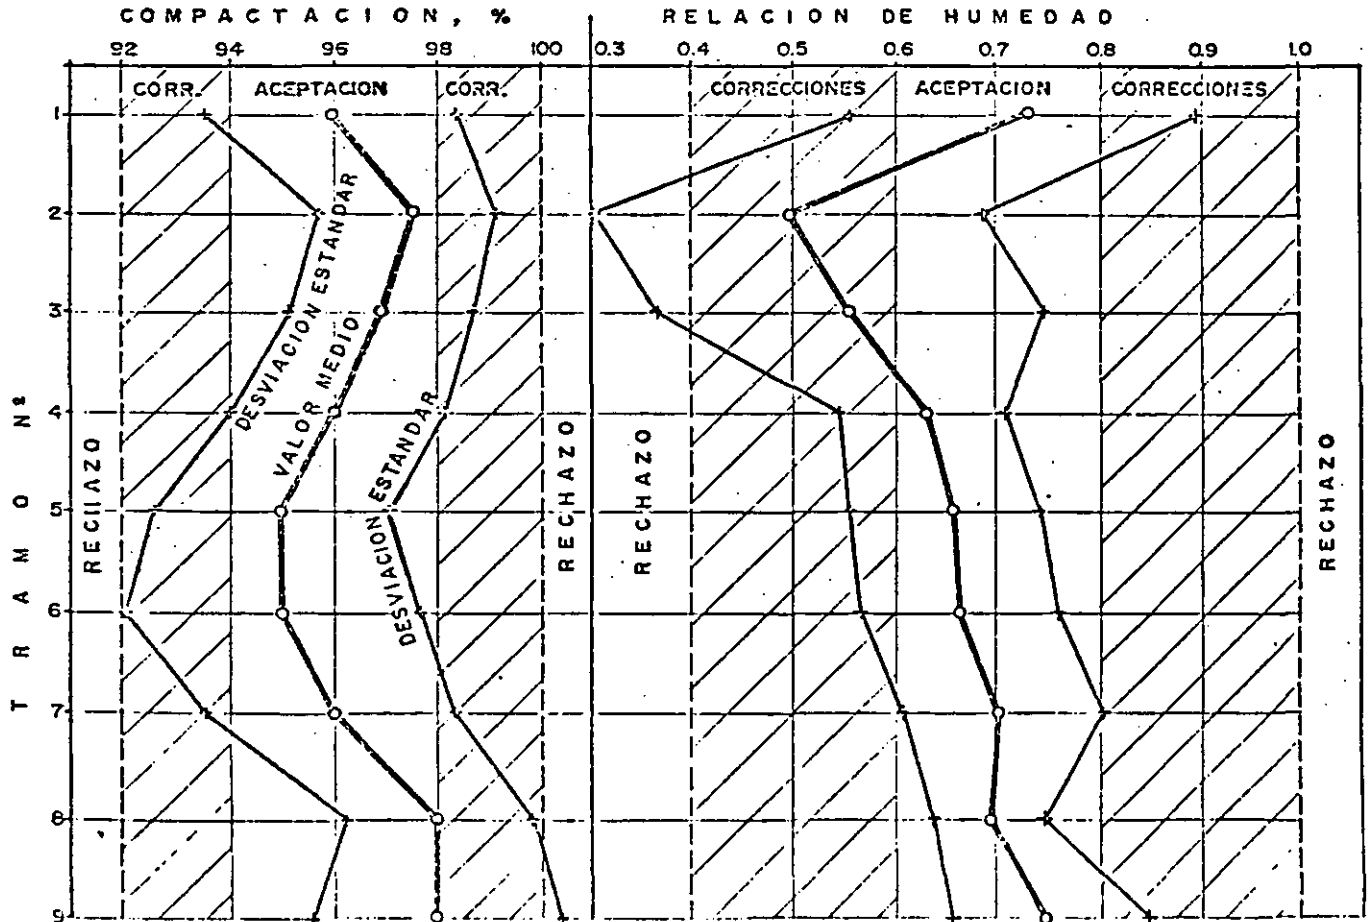 COMPACTACION, %
RELACION DE HUMEDAD
92 94 96 98 100 0.3 0.4 0.5 0.6 0.7 0.8 0.9 1.0
CORR. ACEPTACION CORR. CORRECCIONES ACEPTACION CORRECCIONES
1
2
3
4
5
6
7
8
9
TRAMO Nº
RECHAZO
DESVIACION ESTANDAR
VALOR MEDIO
DESVIACION ESTANDAR
RECHAZO
RECHAZO
RECHAZO